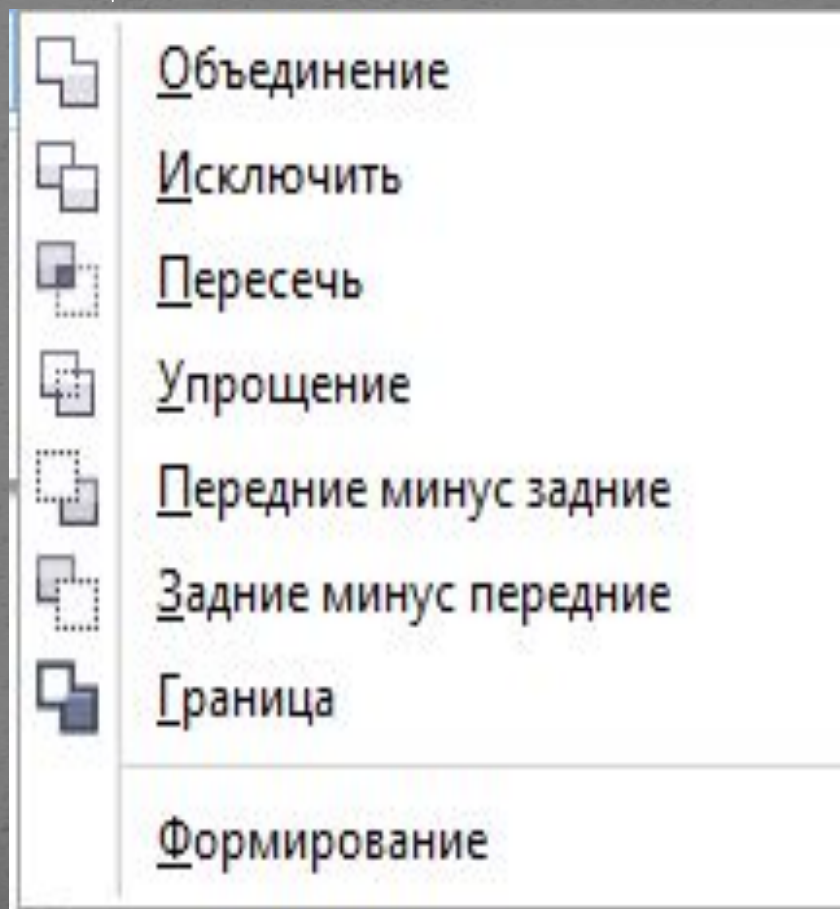 Объединение
Исключить
Пересечь
Упрощение
Передние минус задние
Задние минус передние
Граница
Формирование